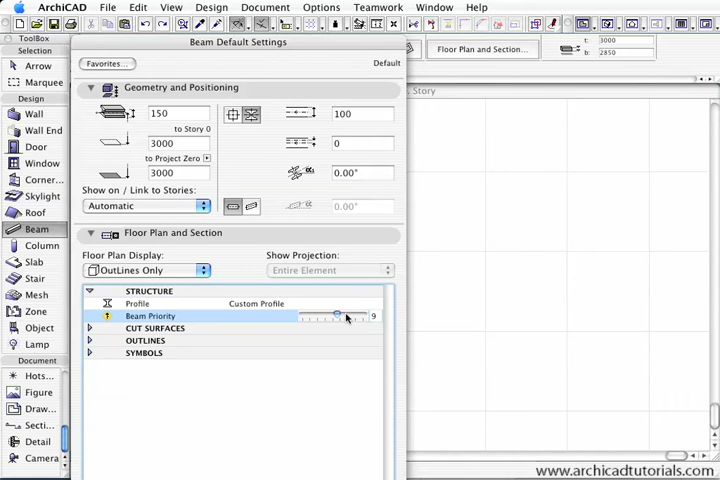 ArchiCAD File Edit View Design Document Options Teamwork Window Help
ToolBox
Selection
Arrow
Marquee
Design
Wall
Wall End
Door
Window
Corner...
Skylight
Roof
Beam
Column
Slab
Stair
Mesh
Zone
Object
Lamp
Document
Hots...
Figure
Draw...
Secti...
Detail
Camera
Beam Default Settings
Favorites...
Default
Geometry and Positioning
150
100
to Story 0
3000
0
to Project Zero
3000
0.00°
Show on / Link to Stories:
Automatic
0.00°
Floor Plan and Section
Floor Plan Display:
Show Projection:
OutLines Only
Entire Element
STRUCTURE
Profile Custom Profile
Beam Priority 9
CUT SURFACES
OUTLINES
SYMBOLS
Floor Plan and Section...
t: 3000
b: 2850
. Story
www.archicadtutorials.com